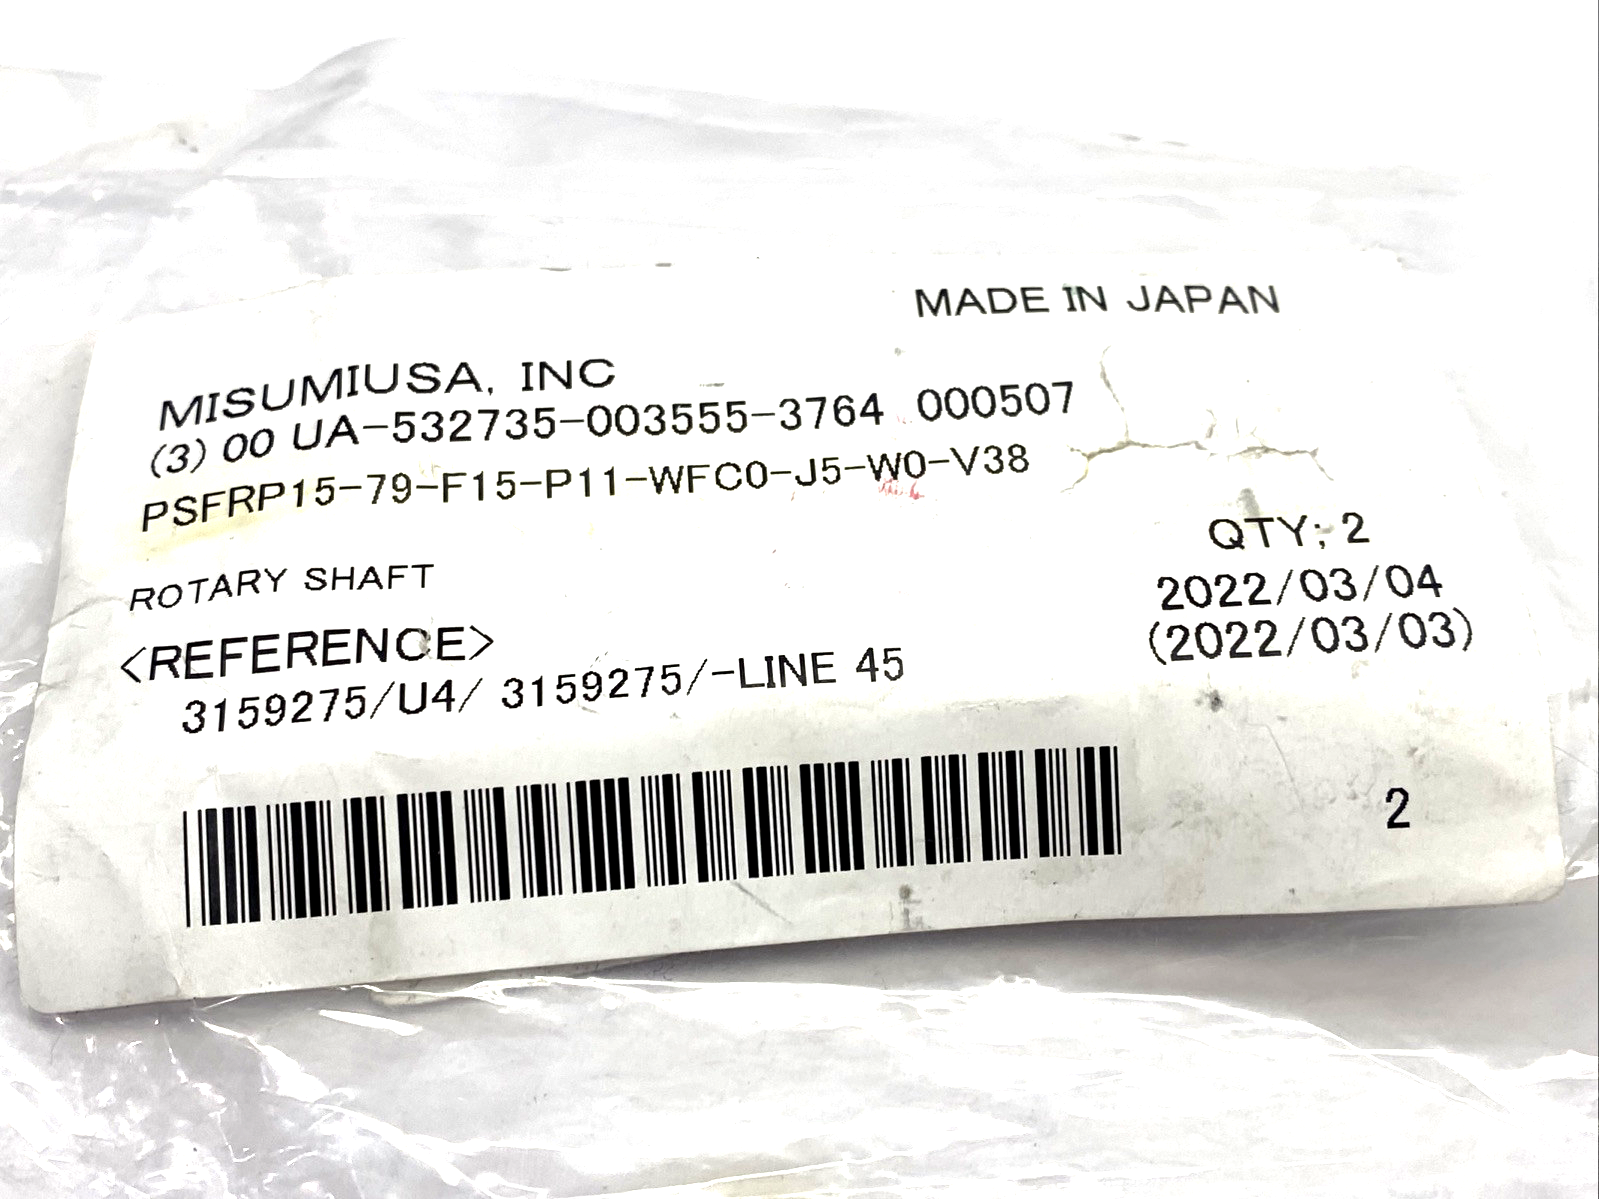 MADE IN JAPAN
MISUMIUSA, INC
(3) 00 UA-532735-003555-3764 000507
PSFRP15-79-F15-P11-WFC0-J5-W0-V38
QTY; 2
ROTARY SHAFT
2022/03/04
<REFERENCE>
(2022/03/03)
3159275/U4/ 3159275/-LINE 45
2